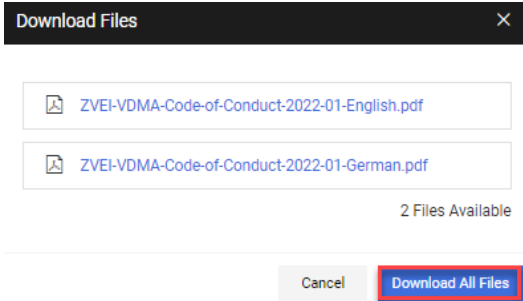 Download Files
ZVEI-VDMA-Code-of-Conduct-2022-01-English.pdf
ZVEI-VDMA-Code-of-Conduct-2022-01-German.pdf
2 Files Available
Cancel Download All Files